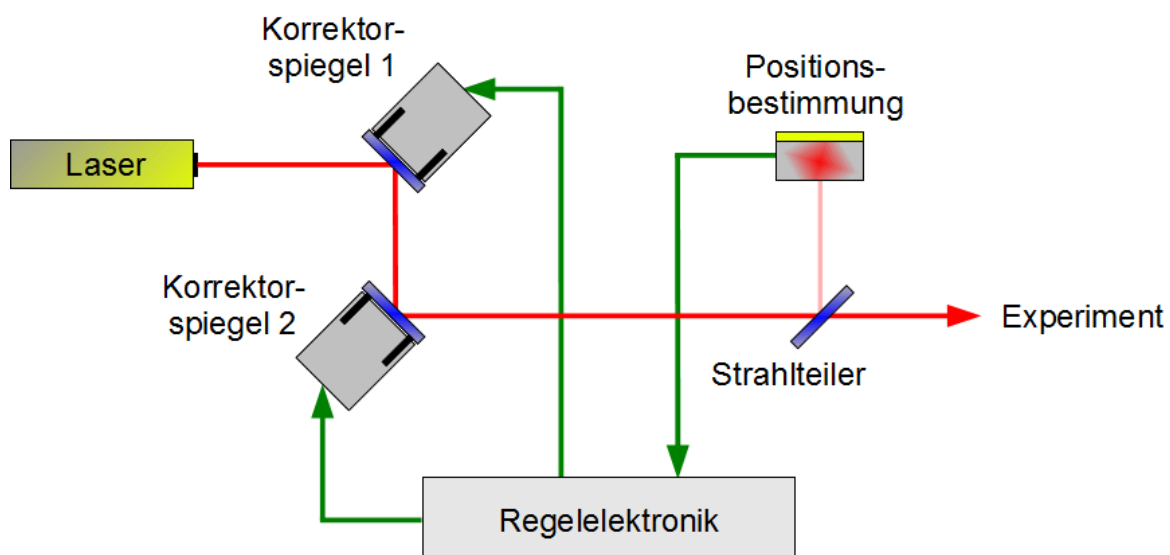 Korrektor-
spiegel 1
Positions-
bestimmung
Laser
Korrektor-
spiegel 2
Experiment
Strahlteiler
Regelelektronik